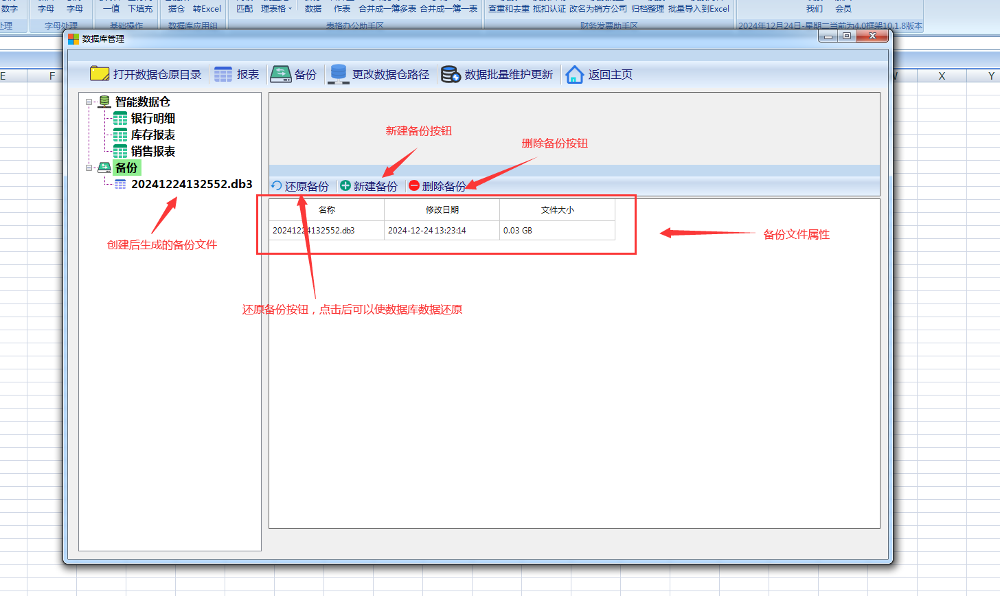 数字 字母 字母 一值 下填充 据仓 转Excel 匹配 理表格 数据 作表 合并成一簿多表 合并成一簿一表 查重和去重 抵扣认证 改名为销方公司 归档整理 批量导入到Excel 我们 会员
处理 字母处理 基础操作 数据库应用组 表格办公助手区 财务发票助手区 2024年12月24日-星期二当前为4.0框架10.1.8版本
数据库管理
E F W X Y
打开数据仓原目录 报表 备份 更改数据仓路径 数据批量维护更新 返回主页
智能数据仓
银行明细
库存报表
销售报表
备份
20241224132552.db3
创建后生成的备份文件
新建备份按钮
删除备份按钮
还原备份 新建备份 删除备份
名称 修改日期 文件大小
20241224132552.db3 2024-12-24 13:23:14 0.03 GB
备份文件属性
还原备份按钮，点击后可以使数据库数据还原